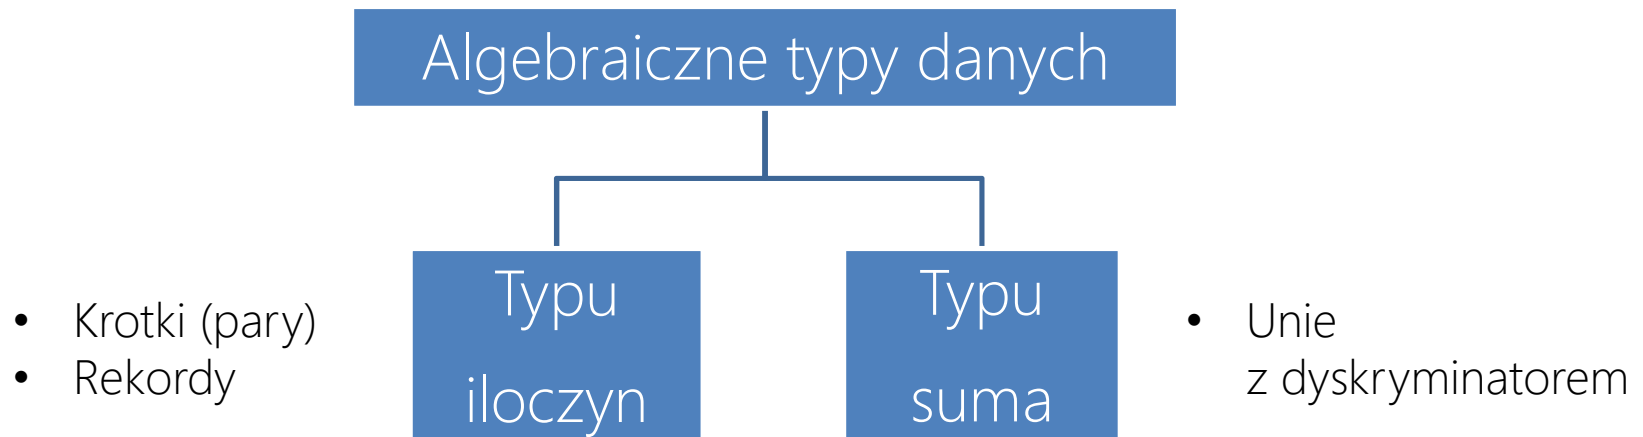 Algebraiczne typy danych
• Krotki (pary)
• Rekordy
Typu
iloczyn
Typu
suma
• Unie
z dyskryminatorem